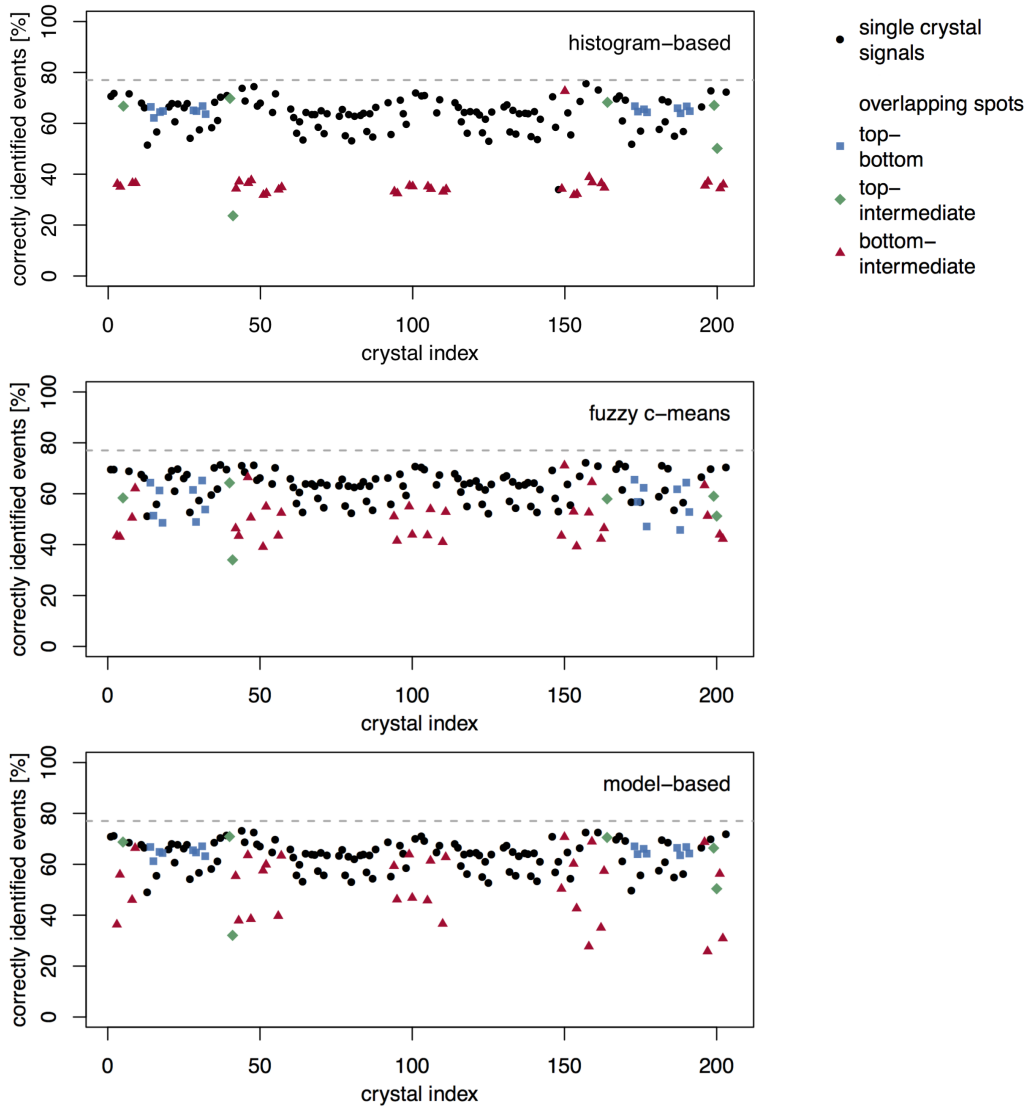 correctly identified events [%]
0
20
40
60
80
100
histogram−based
0
50
100
150
200
crystal index
single crystal
signals
overlapping spots
top−
bottom
top−
intermediate
bottom−
intermediate
correctly identified events [%]
0
20
40
60
80
100
fuzzy c−means
0
50
100
150
200
crystal index
correctly identified events [%]
0
20
40
60
80
100
model−based
0
50
100
150
200
crystal index